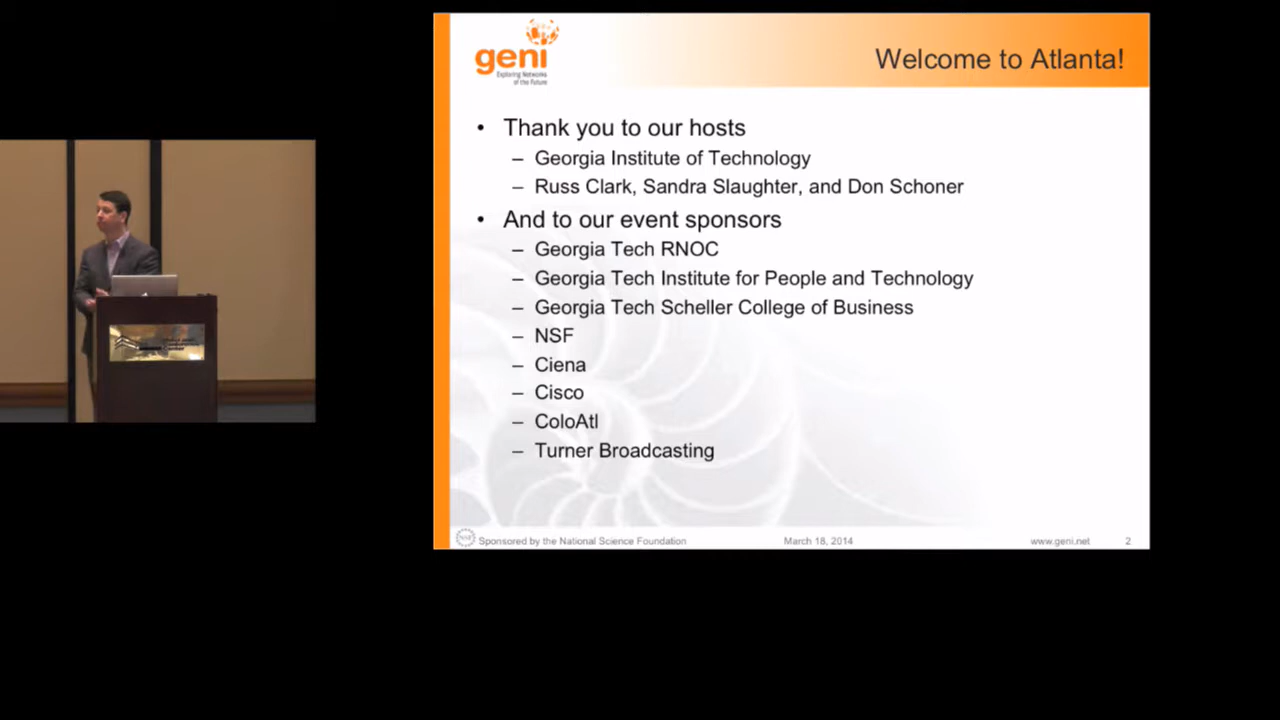 geni
Exploring Networks
of the Future
Welcome to Atlanta!
• Thank you to our hosts
– Georgia Institute of Technology
– Russ Clark, Sandra Slaughter, and Don Schoner
• And to our event sponsors
– Georgia Tech RNOC
– Georgia Tech Institute for People and Technology
– Georgia Tech Scheller College of Business
– NSF
– Ciena
– Cisco
– ColoAtl
– Turner Broadcasting
NSF
Sponsored by the National Science Foundation
March 18, 2014
www.geni.net
2